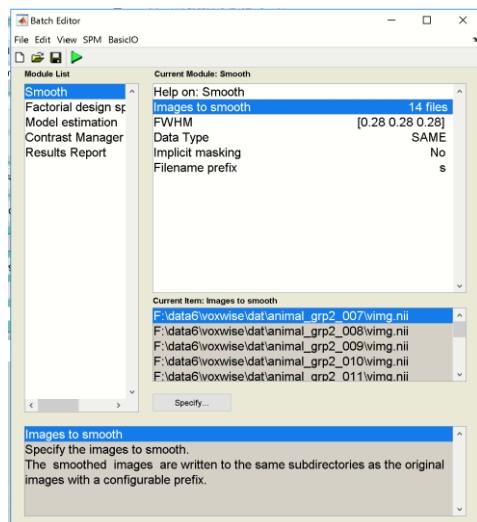 Batch Editor
File Edit View SPM BasicIO
Module List
Current Module: Smooth
Smooth
Factorial design sp
Model estimation
Contrast Manager
Results Report
Help on: Smooth
Images to smooth 14 files
FWHM [0.28 0.28 0.28]
Data Type SAME
Implicit masking No
Filename prefix s
Current Item: Images to smooth
F:\data6\voxwise\dat\animal_grp2_007\vimg.nii
F:\data6\voxwise\dat\animal_grp2_008\vimg.nii
F:\data6\voxwise\dat\animal_grp2_009\vimg.nii
F:\data6\voxwise\dat\animal_grp2_010\vimg.nii
F:\data6\voxwise\dat\animal_grp2_011\vimg.nii
Specify...
Images to smooth
Specify the images to smooth.
The smoothed images are written to the same subdirectories as the original
images with a configurable prefix.